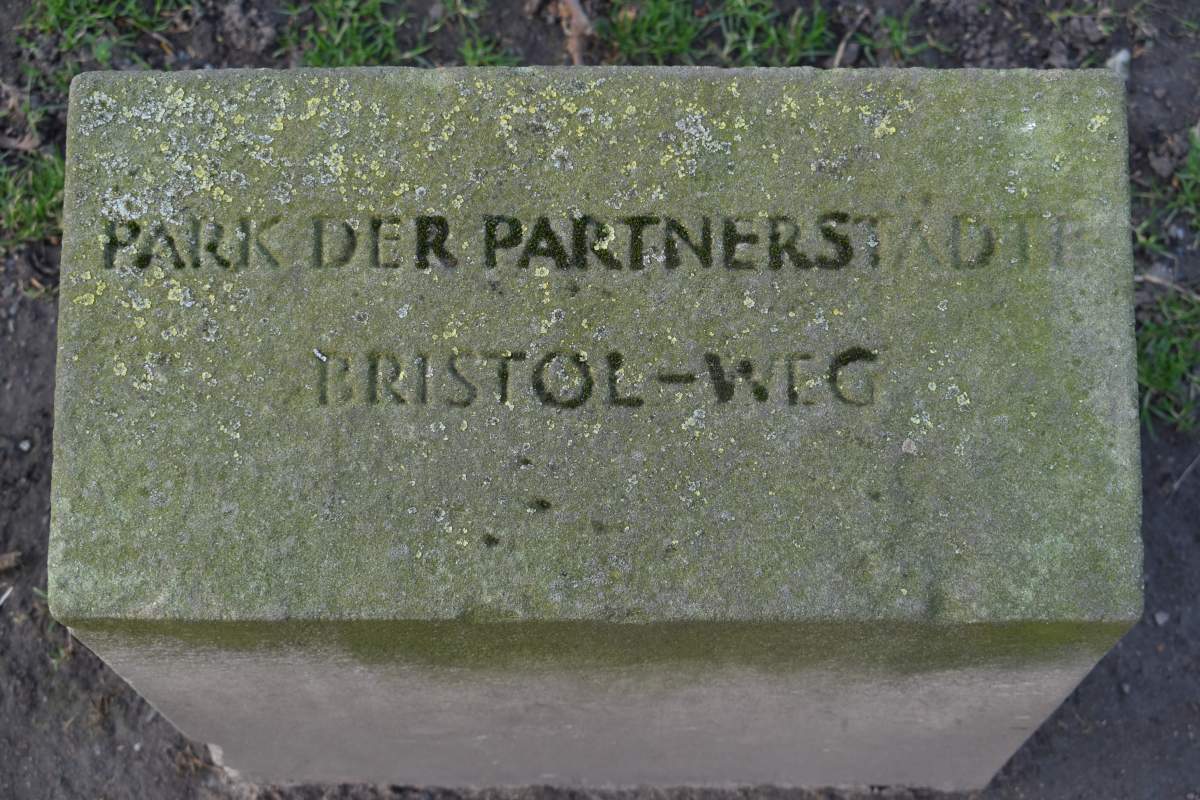 PARK DER PARTNERSTÄDTE
BRISTOL-WEG